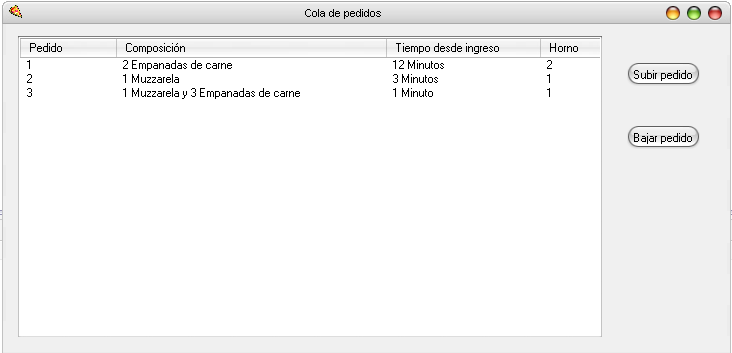 Cola de pedidos
Pedido Composición Tiempo desde ingreso Horno
1 2 Empanadas de carne 12 Minutos 2
2 1 Muzzarela 3 Minutos 1
3 1 Muzzarela y 3 Empanadas de carne 1 Minuto 1
Subir pedido
Bajar pedido